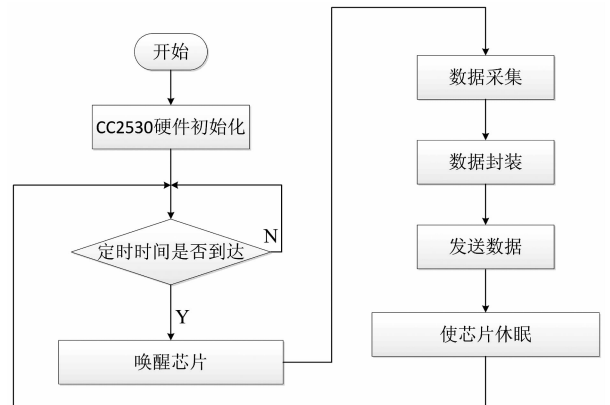 开始
CC2530硬件初始化
定时时间是否到达
N
Y
唤醒芯片
数据采集
数据封装
发送数据
使芯片休眠